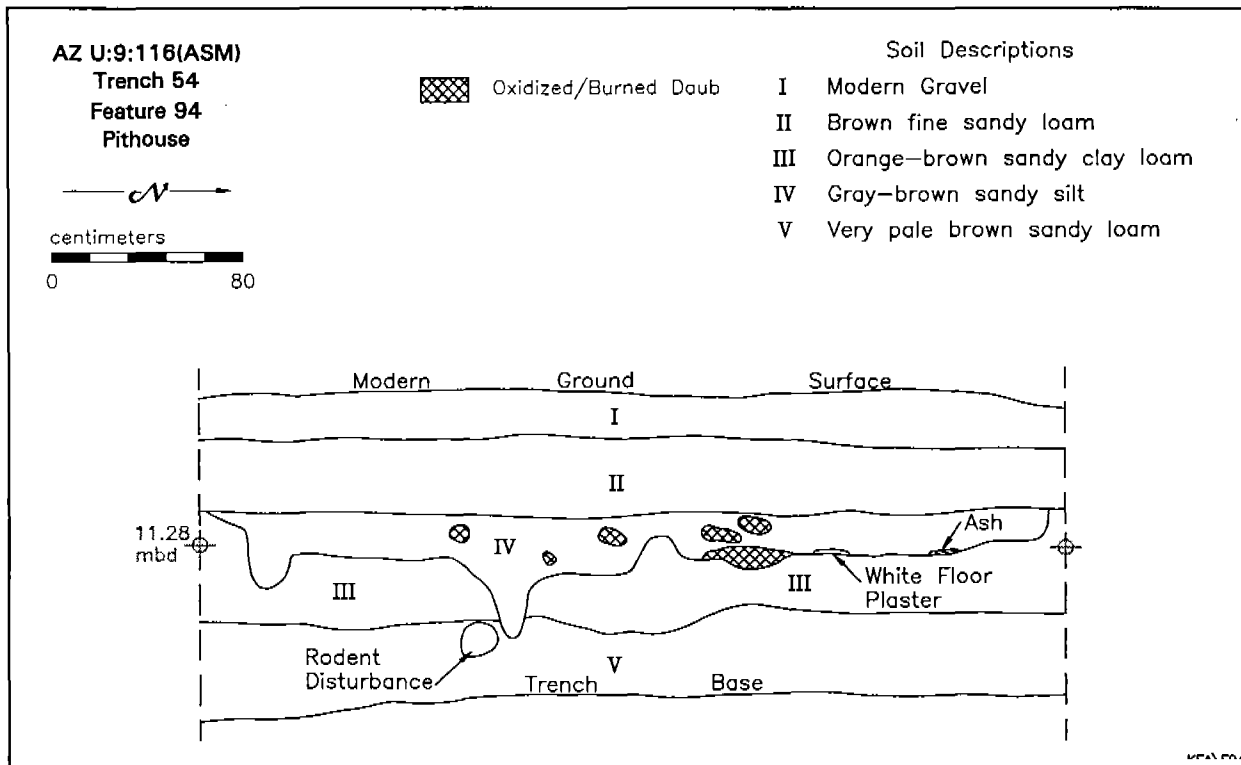 AZ U:9:116(ASM)
Trench 54
Feature 94
Pithouse
N
centimeters
0 80
Oxidized/Burned Daub
Soil Descriptions
I Modern Gravel
II Brown fine sandy loam
III Orange-brown sandy clay loam
IV Gray-brown sandy silt
V Very pale brown sandy loam
Modern Ground Surface
I
II
11.28
mbd
IV
Ash
III
III
White Floor
Plaster
Rodent
Disturbance
V
Trench Base